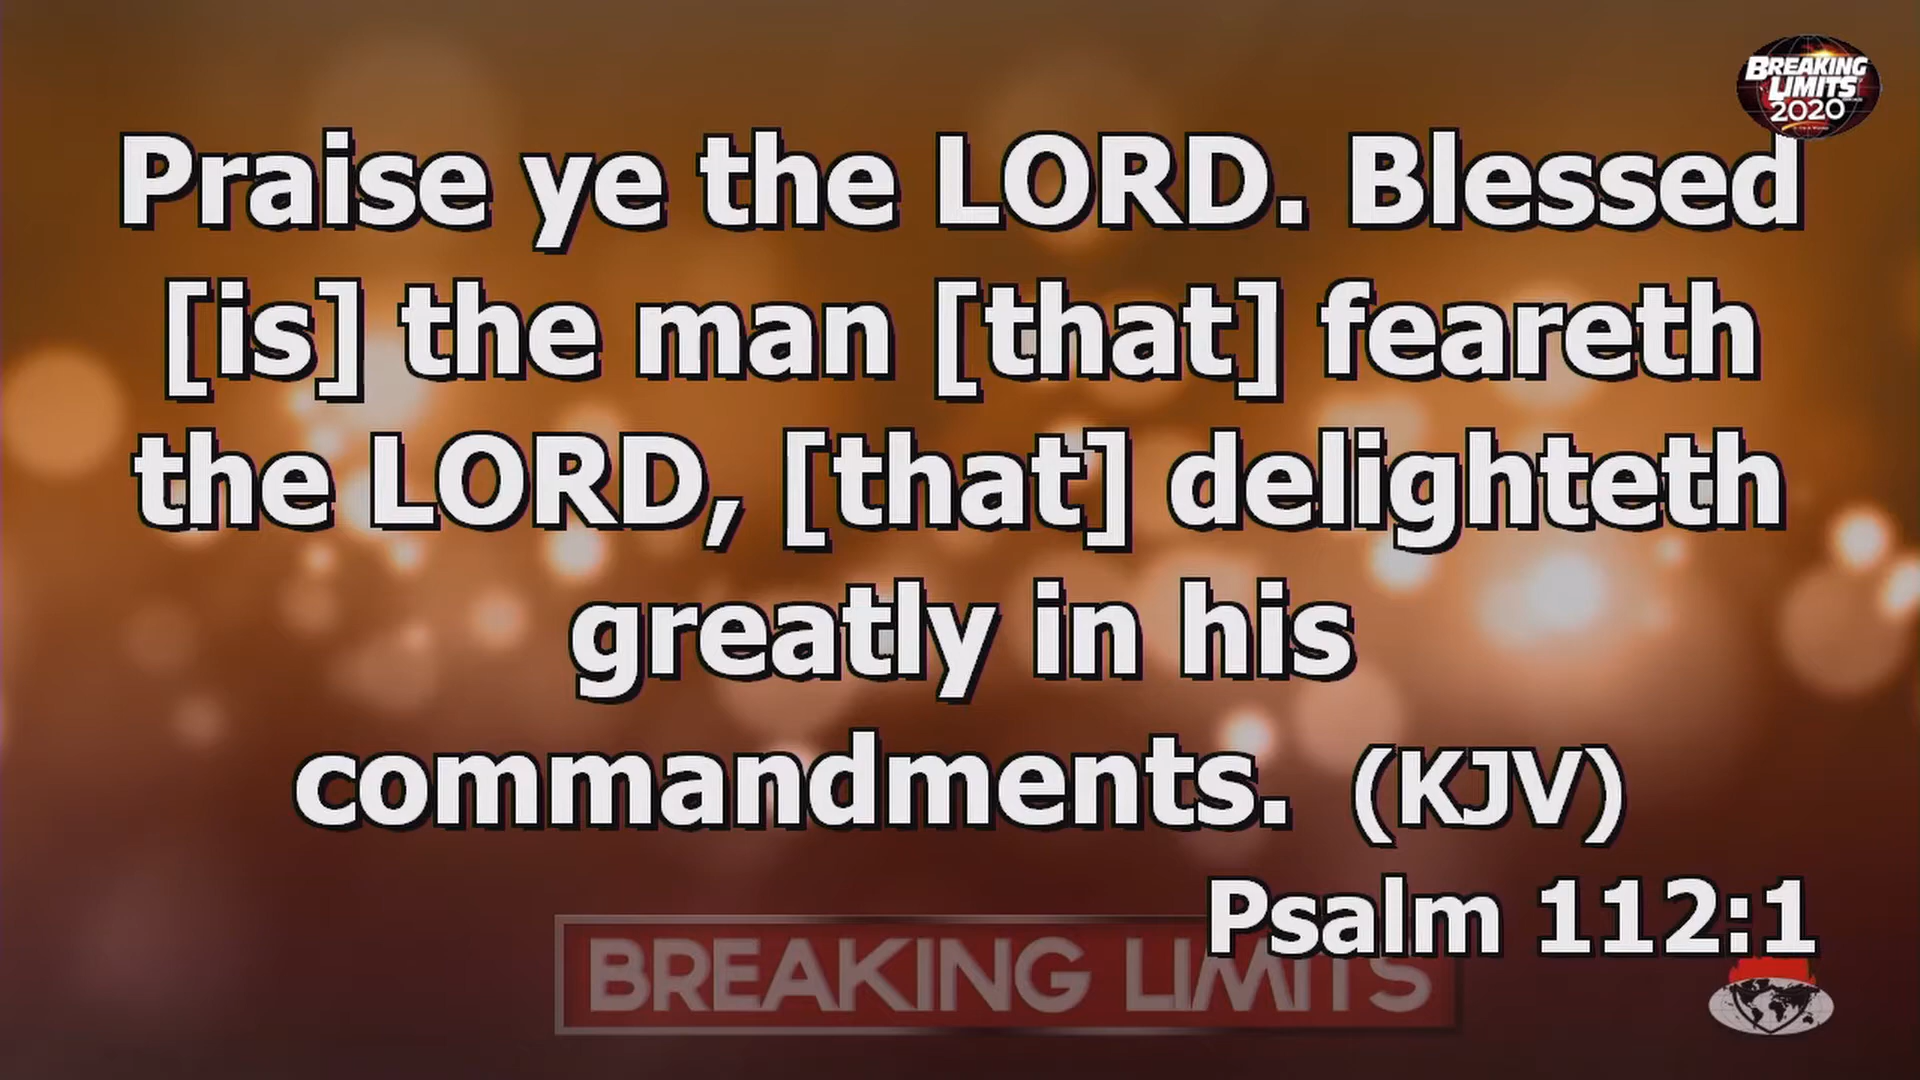 BREAKING
LIMITS
2020
Praise ye the LORD. Blessed
[is] the man [that] feareth
the LORD, [that] delighteth
greatly in his
commandments. (KJV)
Psalm 112:1
BREAKING LIMITS